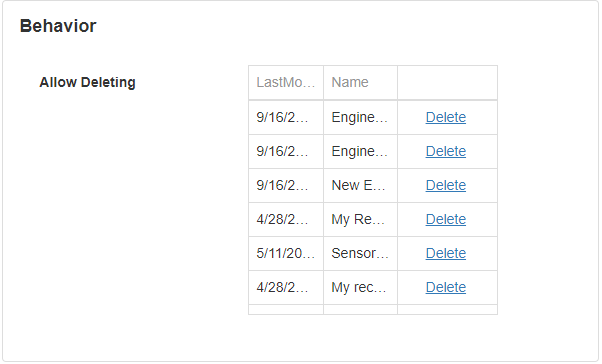 Behavior
Allow Deleting
LastMo... Name
9/16/2... Engine... Delete
9/16/2... Engine... Delete
9/16/2... New E... Delete
4/28/2... My Re... Delete
5/11/20... Sensor... Delete
4/28/2... My rec... Delete